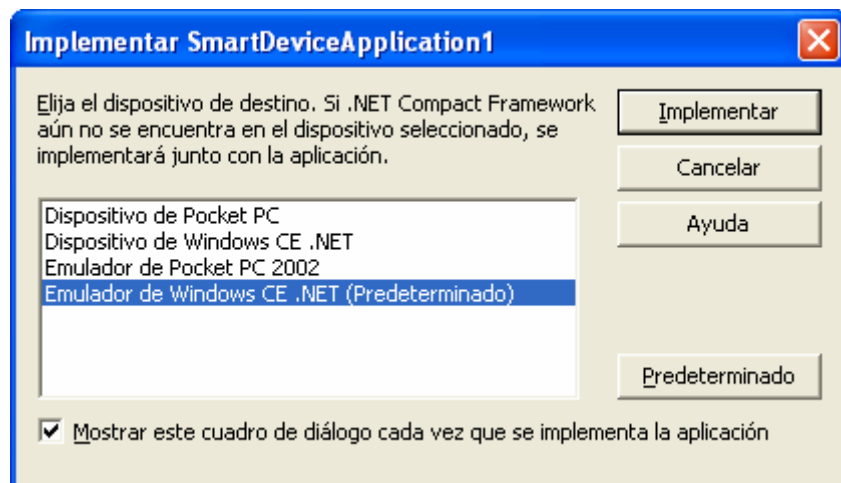 Implementar SmartDeviceApplication1
Elija el dispositivo de destino. Si .NET Compact Framework
aún no se encuentra en el dispositivo seleccionado, se
implementará junto con la aplicación.
Implementar
Cancelar
Ayuda
Dispositivo de Pocket PC
Dispositivo de Windows CE .NET
Emulador de Pocket PC 2002
Emulador de Windows CE .NET (Predeterminado)
Predeterminado
Mostrar este cuadro de diálogo cada vez que se implementa la aplicación